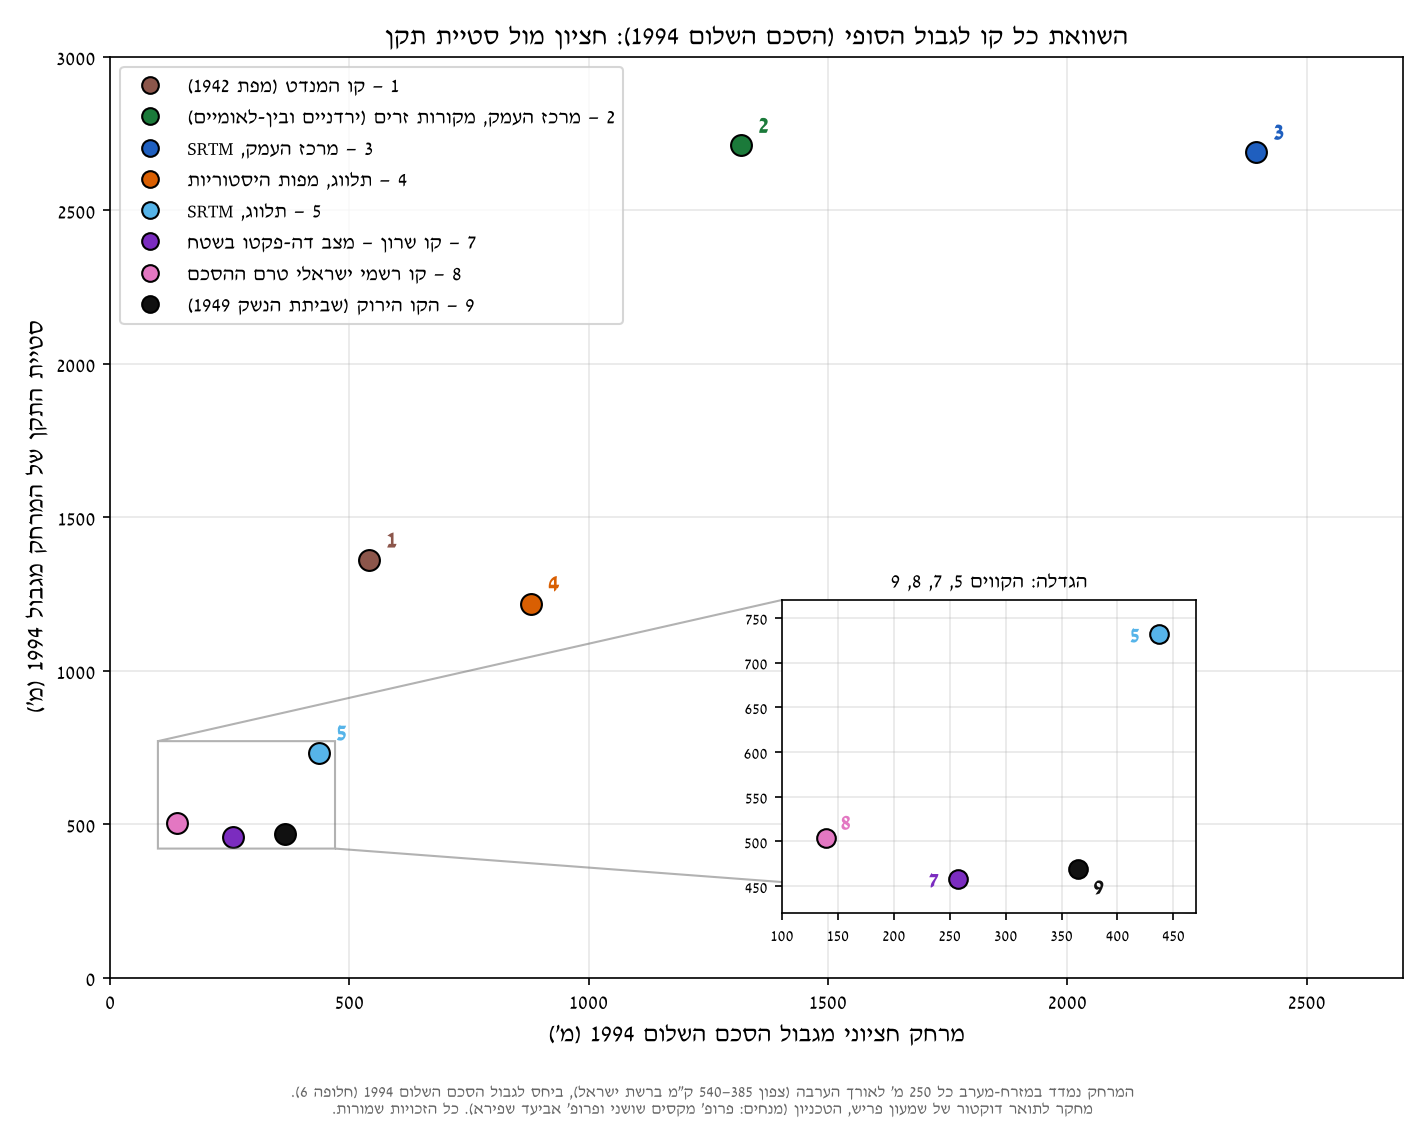 השוואת כל קו לגבול הסופי (הסכם השלום 1994): חציון מול סטיית תקן
3000
2500
2000
1500
1000
500
0
סטיית התקן של המרחק מגבול 1994 (מ')
1 – קו המנדט (מפת 1942)
2 – מרכז העמק, מקורות זרים (ירדניים ובין-לאומיים)
3 – מרכז העמק, SRTM
4 – תלווג, מפות היסטוריות
5 – תלווג, SRTM
7 – קו שרון – מצב דה-פקטו בשטח
8 – קו רשמי ישראלי טרם ההסכם
9 – הקו הירוק (שביתת הנשק 1949)
2
3
1
4
5
הגדלה: הקווים 5, 7, 8, 9
750
700
650
600
550
500
450
5
8
7
9
100 150 200 250 300 350 400 450
0 500 1000 1500 2000 2500
מרחק חציוני מגבול הסכם השלום 1994 (מ')
המרחק נמדד במזרח-מערב כל 250 מ' לאורך הערבה (צפון 385–540 ק"מ ברשת ישראל), ביחס לגבול הסכם השלום 1994 (חלופה 6).
מחקר לתואר דוקטור של שמעון פריש, הטכניון (מנחים: פרופ' מקסים שושני ופרופ' אביעד שפירא). כל הזכויות שמורות.